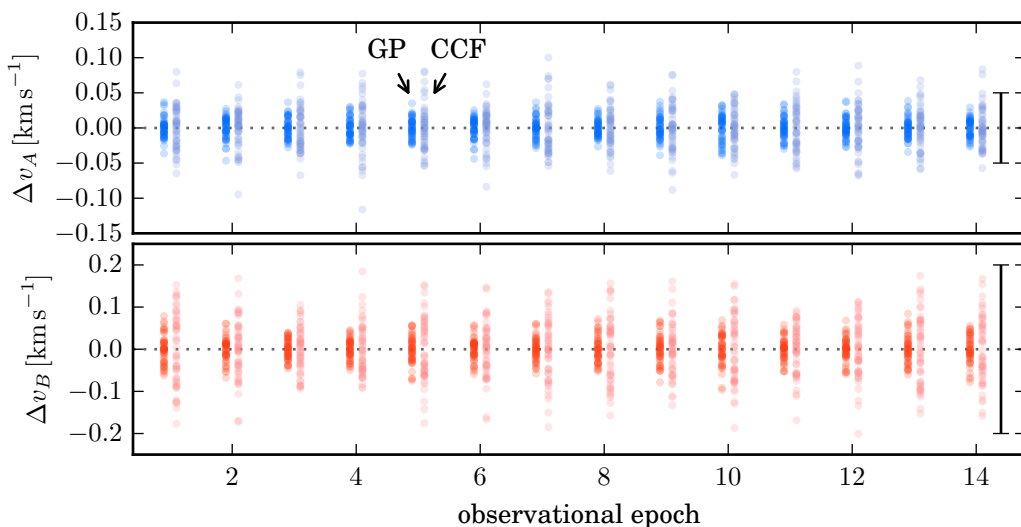 0.15
0.10
0.05
0.00
−0.05
−0.10
−0.15
Δv_A [km s⁻¹]
GP CCF
0.2
0.1
0.0
−0.1
−0.2
Δv_B [km s⁻¹]
2 4 6 8 10 12 14
observational epoch